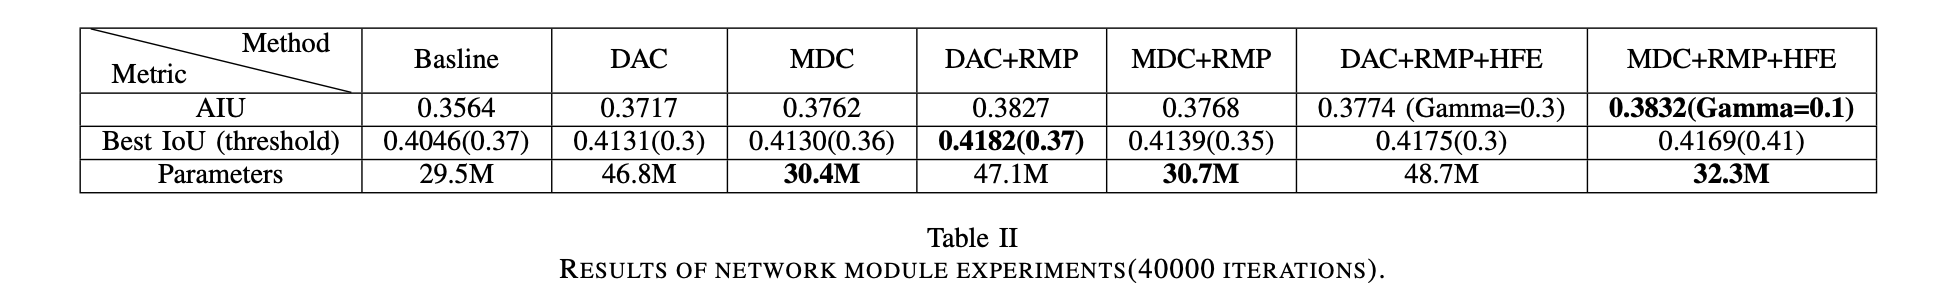 Method
Metric
Basline DAC MDC DAC+RMP MDC+RMP DAC+RMP+HFE MDC+RMP+HFE
AIU 0.3564 0.3717 0.3762 0.3827 0.3768 0.3774 (Gamma=0.3) 0.3832(Gamma=0.1)
Best IoU (threshold) 0.4046(0.37) 0.4131(0.3) 0.4130(0.36) 0.4182(0.37) 0.4139(0.35) 0.4175(0.3) 0.4169(0.41)
Parameters 29.5M 46.8M 30.4M 47.1M 30.7M 48.7M 32.3M
Table II
RESULTS OF NETWORK MODULE EXPERIMENTS(40000 ITERATIONS).